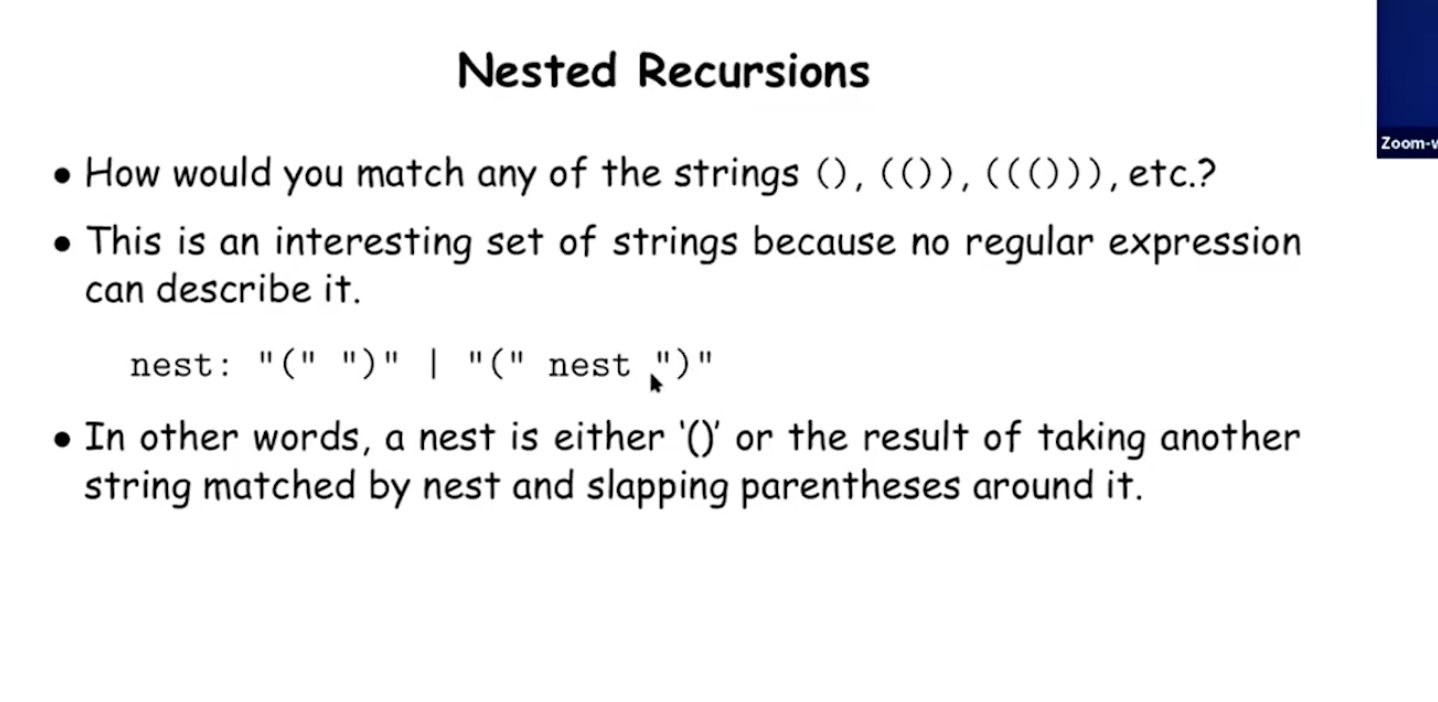 Nested Recursions
Zoom-
• How would you match any of the strings (), (()), ((())), etc.?
• This is an interesting set of strings because no regular expression
can describe it.
nest: "(" ")" | "(" nest ")"
• In other words, a nest is either '()' or the result of taking another
string matched by nest and slapping parentheses around it.